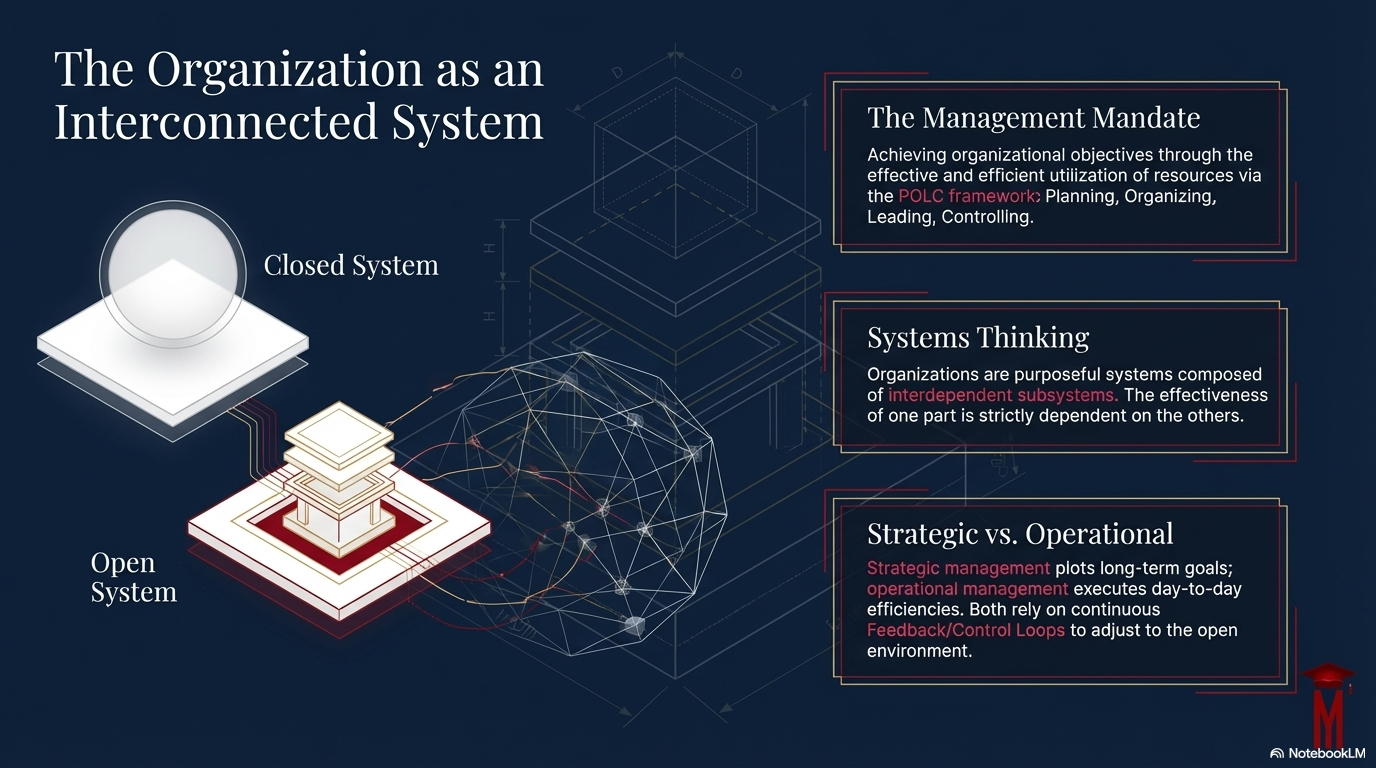 The Organization as an
Interconnected System
Closed System
Open
System
The Management Mandate
Achieving organizational objectives through the
effective and efficient utilization of resources via
the POLC framework: Planning, Organizing,
Leading, Controlling.
Systems Thinking
Organizations are purposeful systems composed
of interdependent subsystems. The effectiveness
of one part is strictly dependent on the others.
Strategic vs. Operational
Strategic management plots long-term goals;
operational management executes day-to-day
efficiencies. Both rely on continuous
Feedback/Control Loops to adjust to the open
environment.
D
D
H
H
M
NotebookLM